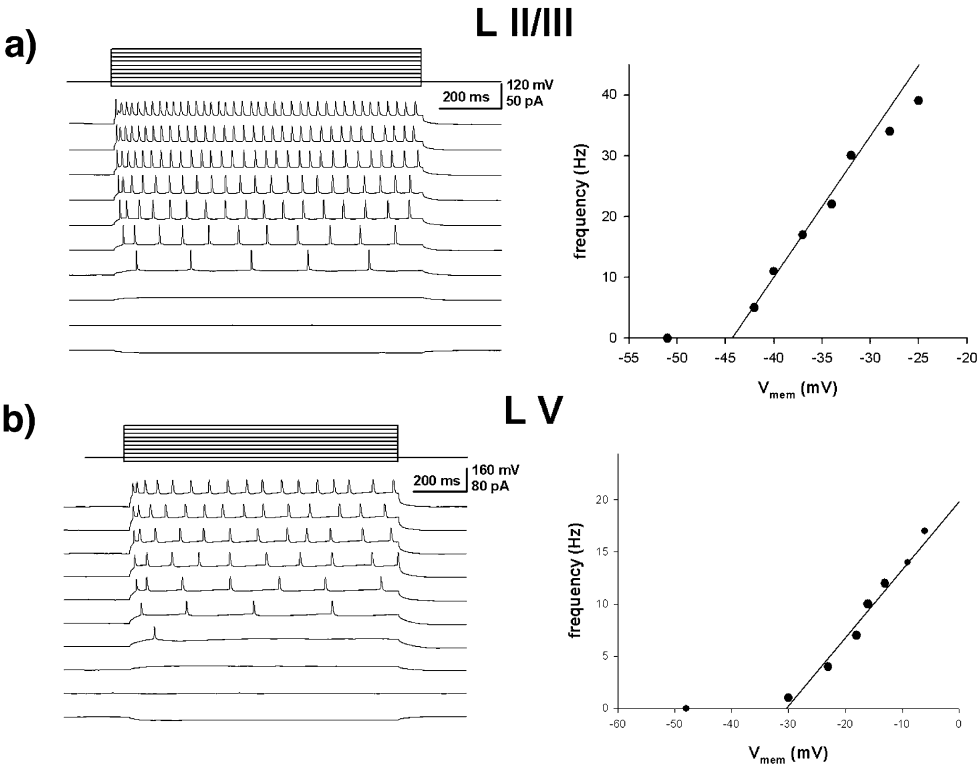 L II/III
a)
120 mV
200 ms
50 pA
frequency (Hz)
40
30
20
10
0
-55 -50 -45 -40 -35 -30 -25 -20
Vmem (mV)
L V
b)
160 mV
200 ms
80 pA
frequency (Hz)
20
15
10
5
0
-60 -50 -40 -30 -20 -10 0
Vmem (mV)